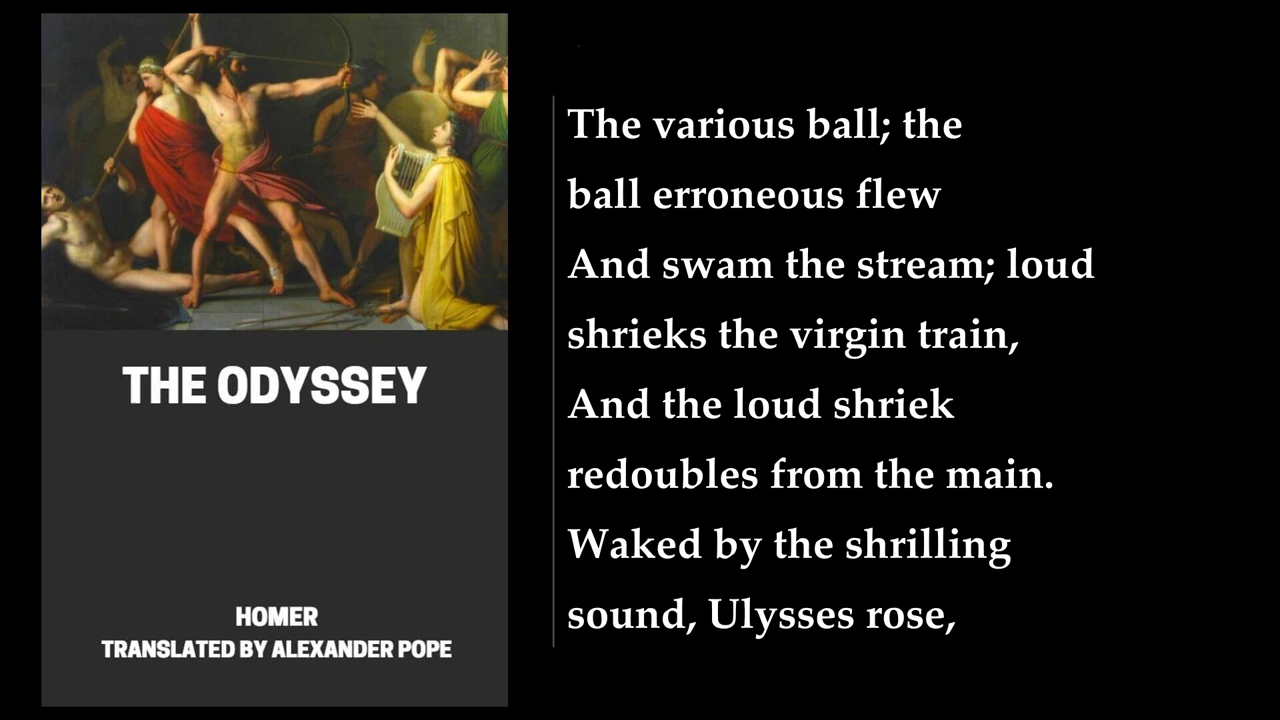 THE ODYSSEY
HOMER
TRANSLATED BY ALEXANDER POPE
The various ball; the
ball erroneous flew
And swam the stream; loud
shrieks the virgin train,
And the loud shriek
redoubles from the main.
Waked by the shrilling
sound, Ulysses rose,